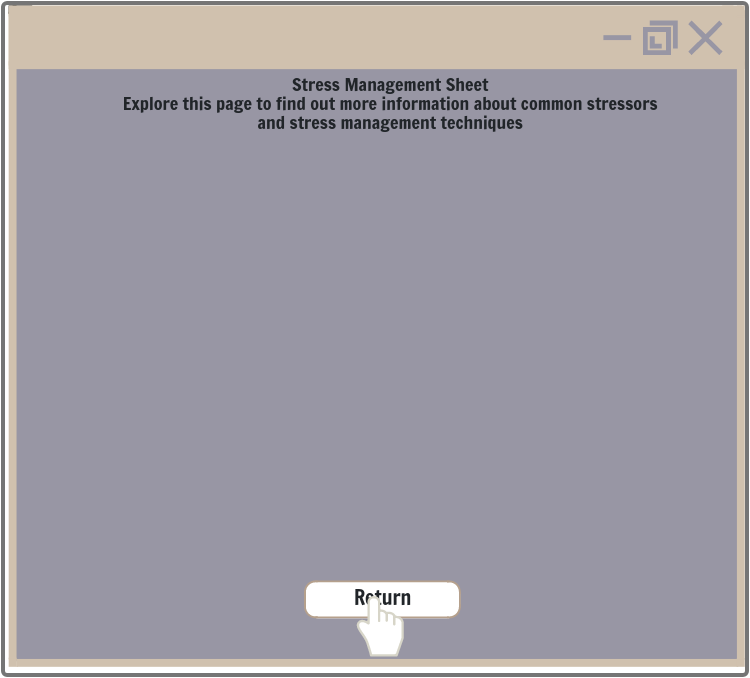 Stress Management Sheet
Explore this page to find out more information about common stressors
and stress management techniques
Return